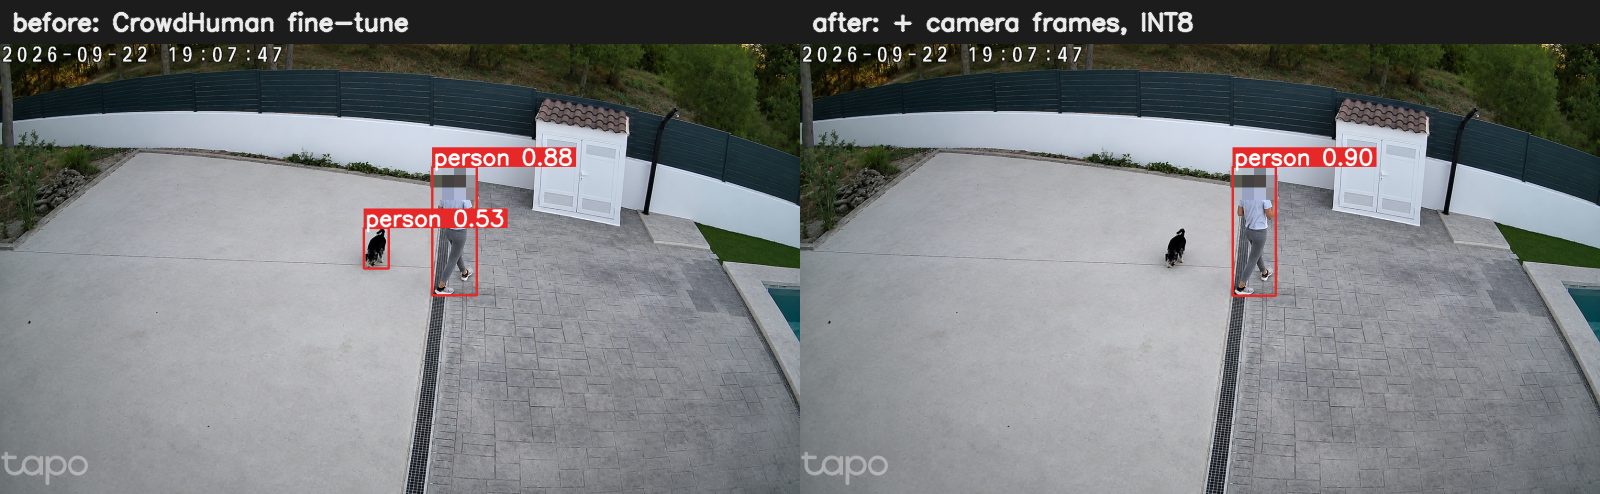 before: CrowdHuman fine-tune
after: + camera frames, INT8
2026-09-22 19:07:47
2026-09-22 19:07:47
person 0.88
person 0.53
person 0.90
tapo
tapo